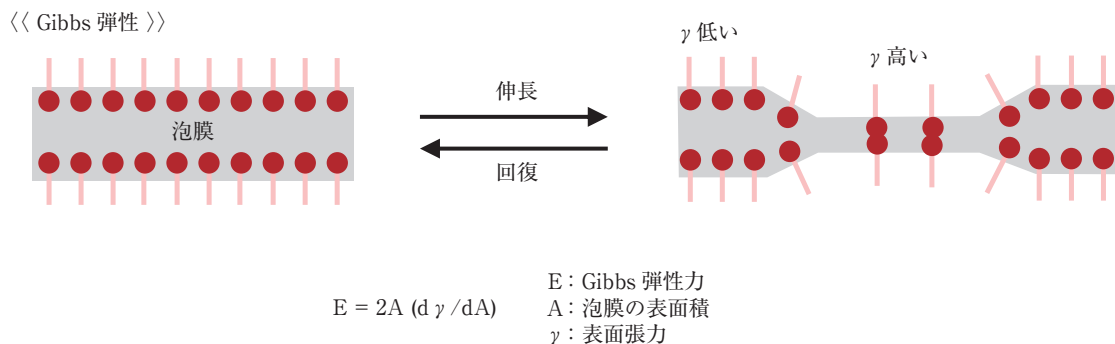 〈〈 Gibbs 弾性 〉〉
γ 低い
γ 高い
泡膜
伸長
回復
E = 2A (d γ /dA)
E：Gibbs 弾性力
A：泡膜の表面積
γ：表面張力